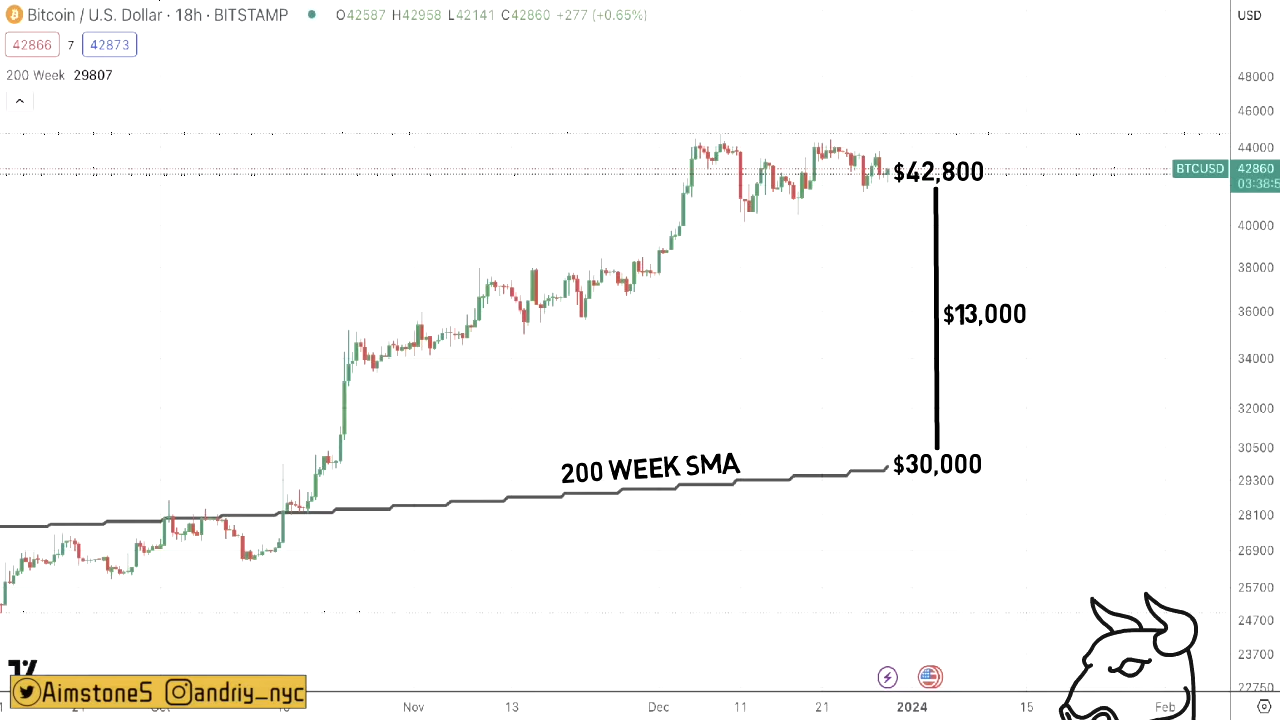 Bitcoin / U.S. Dollar · 18h · BITSTAMP O42587 H42958 L42141 C42860 +277 (+0.65%)
USD
42866 7 42873
200 Week 29807
48000
46000
44000
BTCUSD 42860
$42,800
40000
38000
36000
$13,000
34000
32000
30500
200 WEEK SMA
$30,000
29300
28100
26900
25700
24700
23700
22750
Aimstone5 andriy_nyc
Nov 13 Dec 11 21 2024 15 Feb